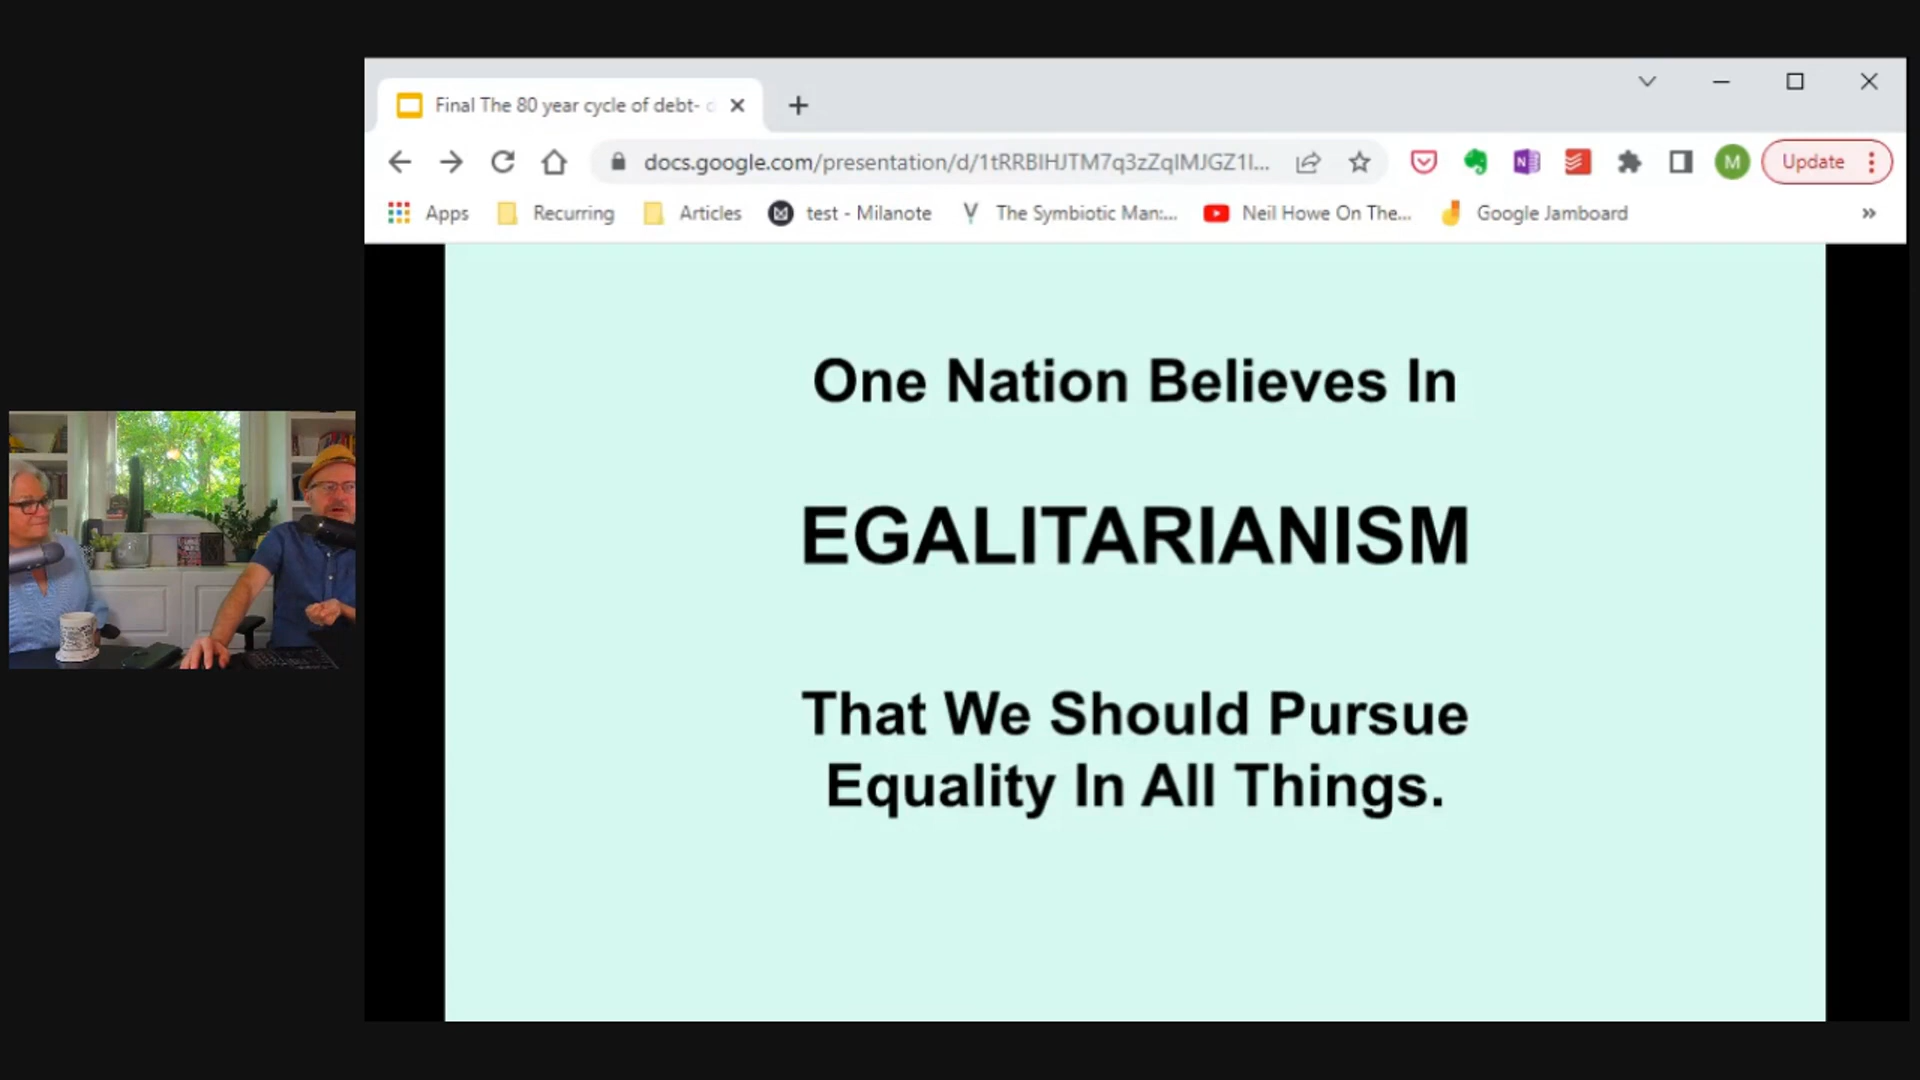 Final The 80 year cycle of debt-
docs.google.com/presentation/d/1tRRBIHJTM7q3zZqIMJGZ1I...
M
Update
Apps
Recurring
Articles
test - Milanote
The Symbiotic Man:...
Neil Howe On The...
Google Jamboard
One Nation Believes In
EGALITARIANISM
That We Should Pursue
Equality In All Things.